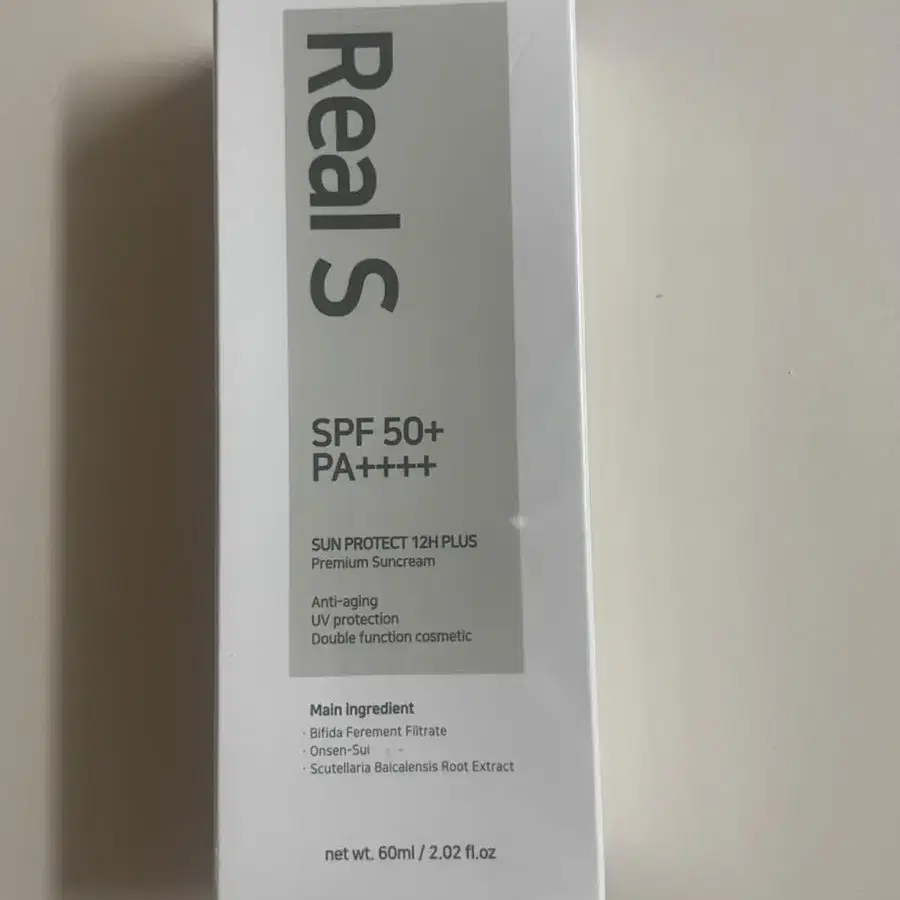 Real S
SPF 50+
PA++++
SUN PROTECT 12H PLUS
Premium Suncream
Anti-aging
UV protection
Double function cosmetic
Main ingredient
· Bifida Ferement Filtrate
· Onsen-Sui
· Scutellaria Baicalensis Root Extract
net wt. 60ml / 2.02 fl.oz